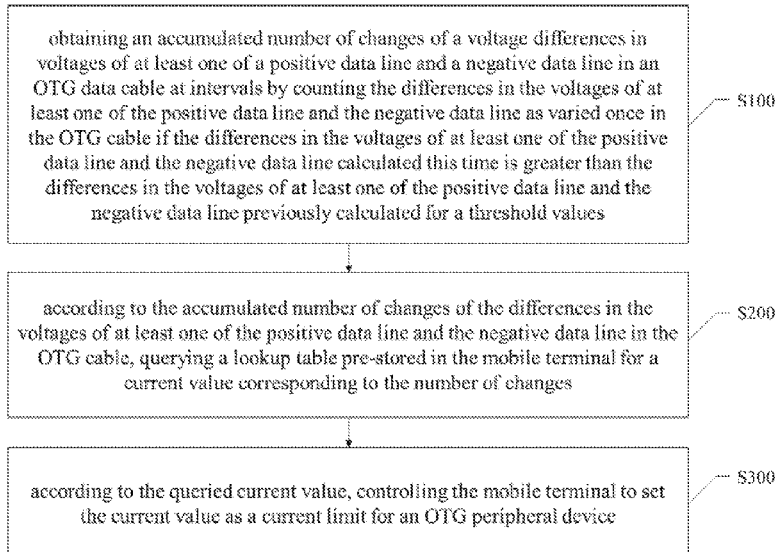 obtaining an accumulated number of changes of a voltage differences in
voltages of at least one of a positive data line and a negative data line in an
OTG data cable at intervals by counting the differences in the voltages of
at least one of the positive data line and the negative data line as varied once
in the OTG cable if the differences in the voltages of at least one of the positive
data line and the negative data line calculated this time is greater than the
differences in the voltages of at least one of the positive data line and the
negative data line previously calculated for a threshold values
S100
according to the accumulated number of changes of the differences in the
voltages of at least one of the positive data line and the negative data line in the
OTG cable, querying a lookup table pre-stored in the mobile terminal for a
current value corresponding to the number of changes
S200
according to the queried current value, controlling the mobile terminal to set
the current value as a current limit for an OTG peripheral device
S300